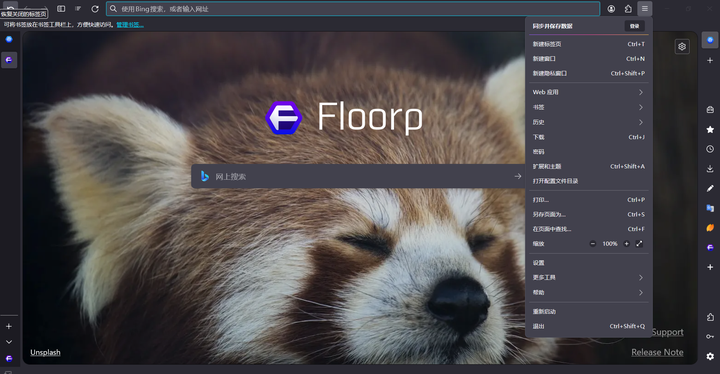 恢复关闭的标签页
使用Bing搜索，或者输入网址
可将书签放在书签工具栏上，方便快速访问。管理书签...
Floorp
网上搜索
同步并保存数据 登录
新建标签页 Ctrl+T
新建窗口 Ctrl+N
新建隐私窗口 Ctrl+Shift+P
Web 应用
书签
历史
下载 Ctrl+J
密码
扩展和主题 Ctrl+Shift+A
打开配置文件目录
打印... Ctrl+P
另存页面为... Ctrl+S
在页面中查找... Ctrl+F
缩放 100%
设置
更多工具
帮助
重新启动
退出 Ctrl+Shift+Q
Unsplash
Support
Release Note